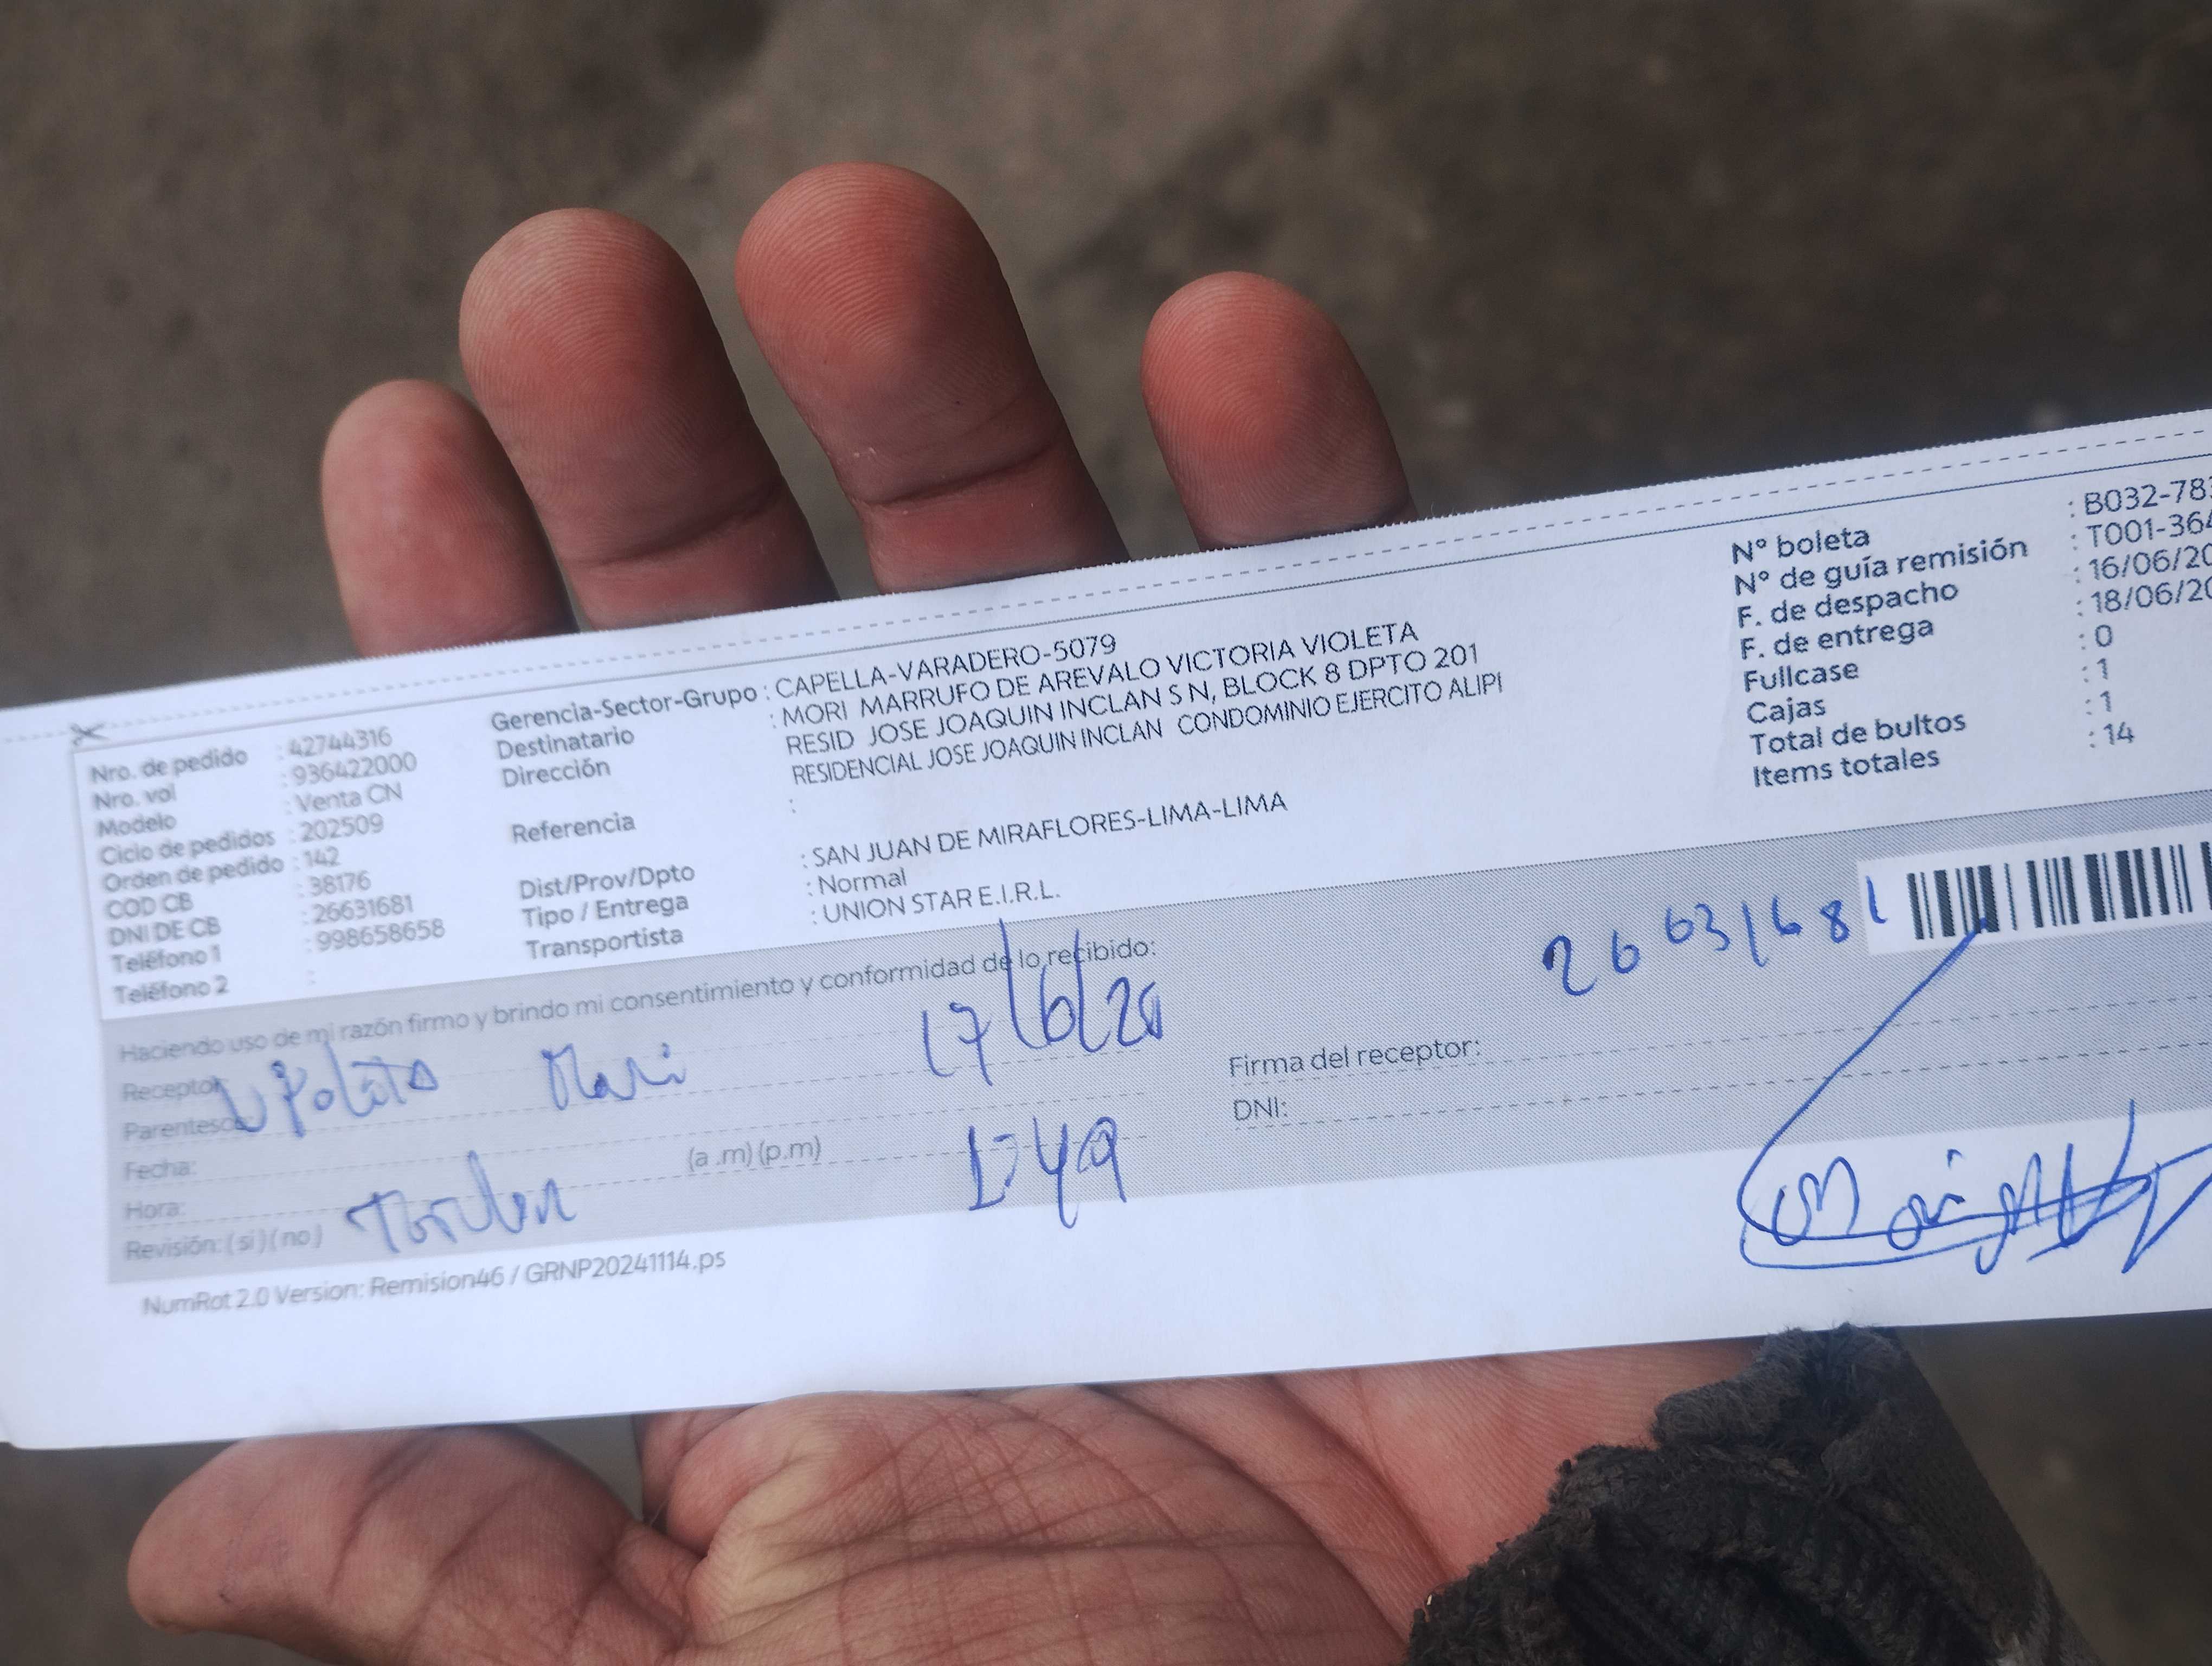 Nro. de pedido : 42744316
Nro. vol : 936422000
Modelo : Venta CN
Ciclo de pedidos : 202509
Orden de pedido : 142
COD CB : 38176
DNI DE CB : 26631681
Teléfono 1 : 998658658
Teléfono 2 :
Gerencia-Sector-Grupo : CAPELLA-VARADERO-5079
Destinatario : MORI MARRUFO DE AREVALO VICTORIA VIOLETA
Dirección RESID JOSE JOAQUIN INCLAN S N, BLOCK 8 DPTO 201
RESIDENCIAL JOSE JOAQUIN INCLAN CONDOMINIO EJERCITO ALIPI
Referencia :
Dist/Prov/Dpto : SAN JUAN DE MIRAFLORES-LIMA-LIMA
Tipo / Entrega : Normal
Transportista : UNION STAR E.I.R.L.
N° boleta : B032-78
N° de guía remisión : T001-364
F. de despacho : 16/06/20
F. de entrega : 18/06/20
Fullcase : 0
Cajas : 1
Total de bultos : 1
Items totales : 14
Haciendo uso de mi razón firmo y brindo mi consentimiento y conformidad de lo recibido:
Receptor
Parentesco
Fecha: 17/6/20
Hora: (a .m) (p.m)
Revisión: ( si ) ( no )
26631681
Firma del receptor:
DNI:
NumRot 2.0 Version: Remision46 / GRNP20241114.ps